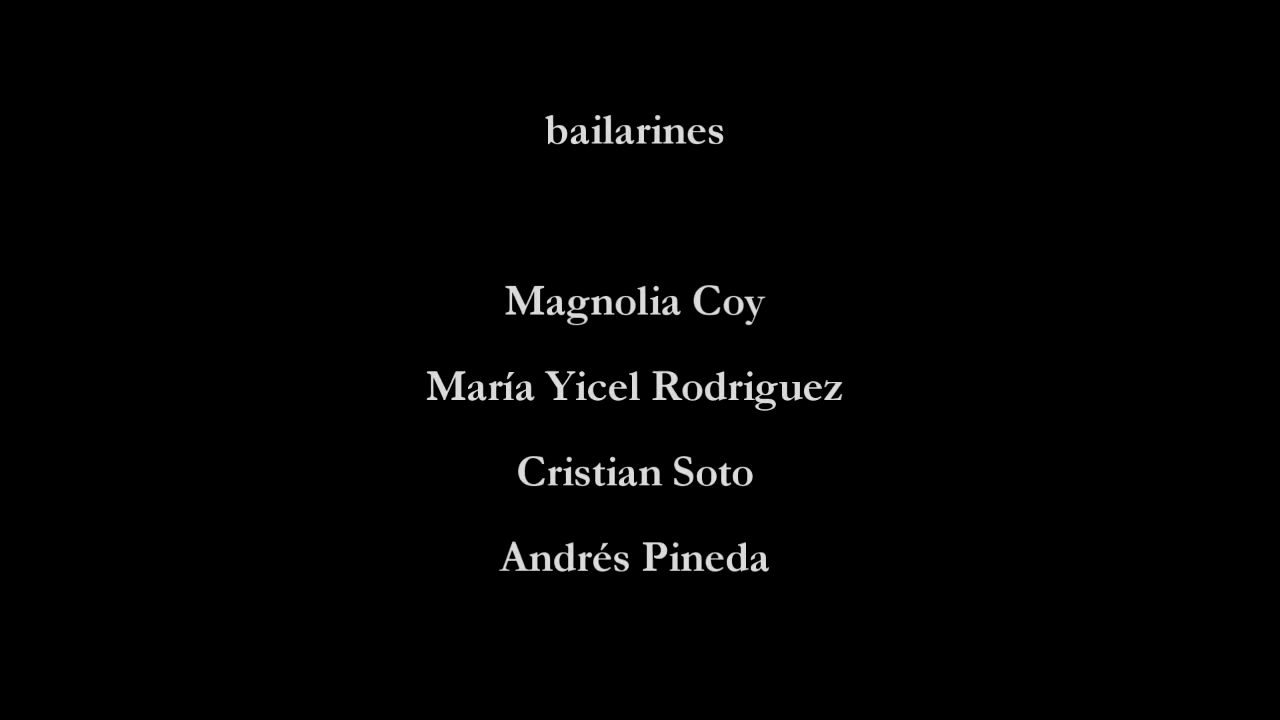 bailarines
Magnolia Coy
María Yicel Rodriguez
Cristian Soto
Andrés Pineda